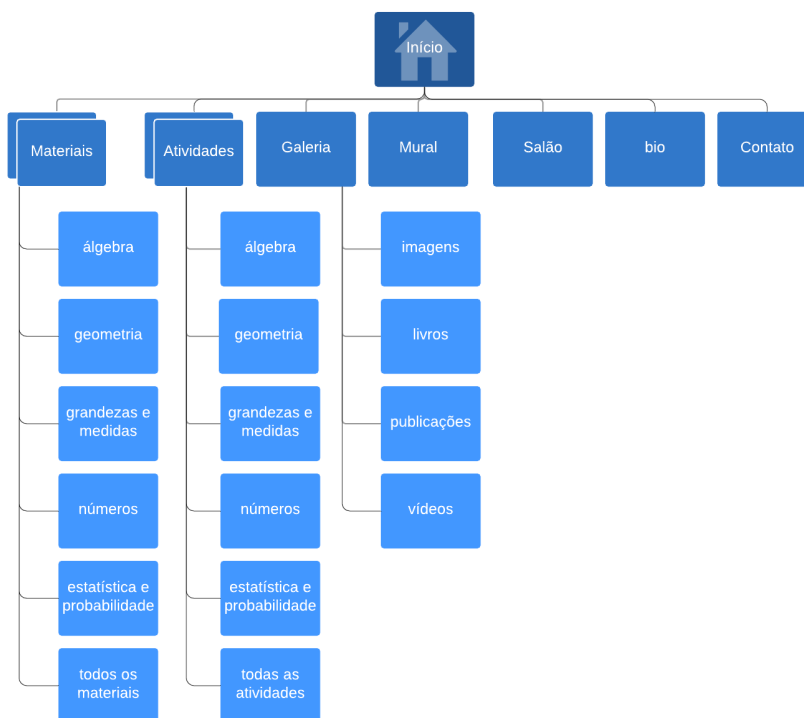 Início
Materiais
Atividades
Galeria
Mural
Salão
bio
Contato
álgebra
geometria
grandezas e
medidas
números
estatística e
probabilidade
todos os
materiais
álgebra
geometria
grandezas e
medidas
números
estatística e
probabilidade
todas as
atividades
imagens
livros
publicações
vídeos